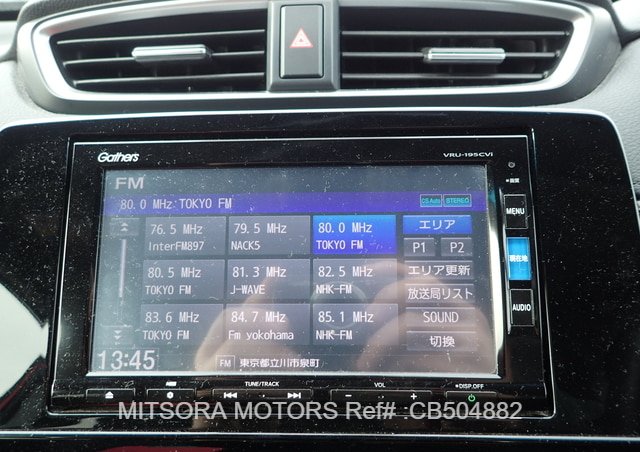 Gathers
VRU-195CVi
FM
80.0 MHz TOKYO FM
CS Auto STEREO
76.5 MHz
InterFM897
79.5 MHz
NACK5
80.0 MHz
TOKYO FM
エリア
P1 P2
80.5 MHz
TOKYO FM
81.3 MHz
J-WAVE
82.5 MHz
NHK-FM
エリア更新
放送局リスト
83.6 MHz
TOKYO FM
84.7 MHz
Fm yokohama
85.1 MHz
NHK-FM
SOUND
切換
13:45
FM 東京都立川市泉町
MENU
現在地
AUDIO
TUNE/TRACK
VOL
DISP.OFF
MITSORA MOTORS Ref# :CB504882